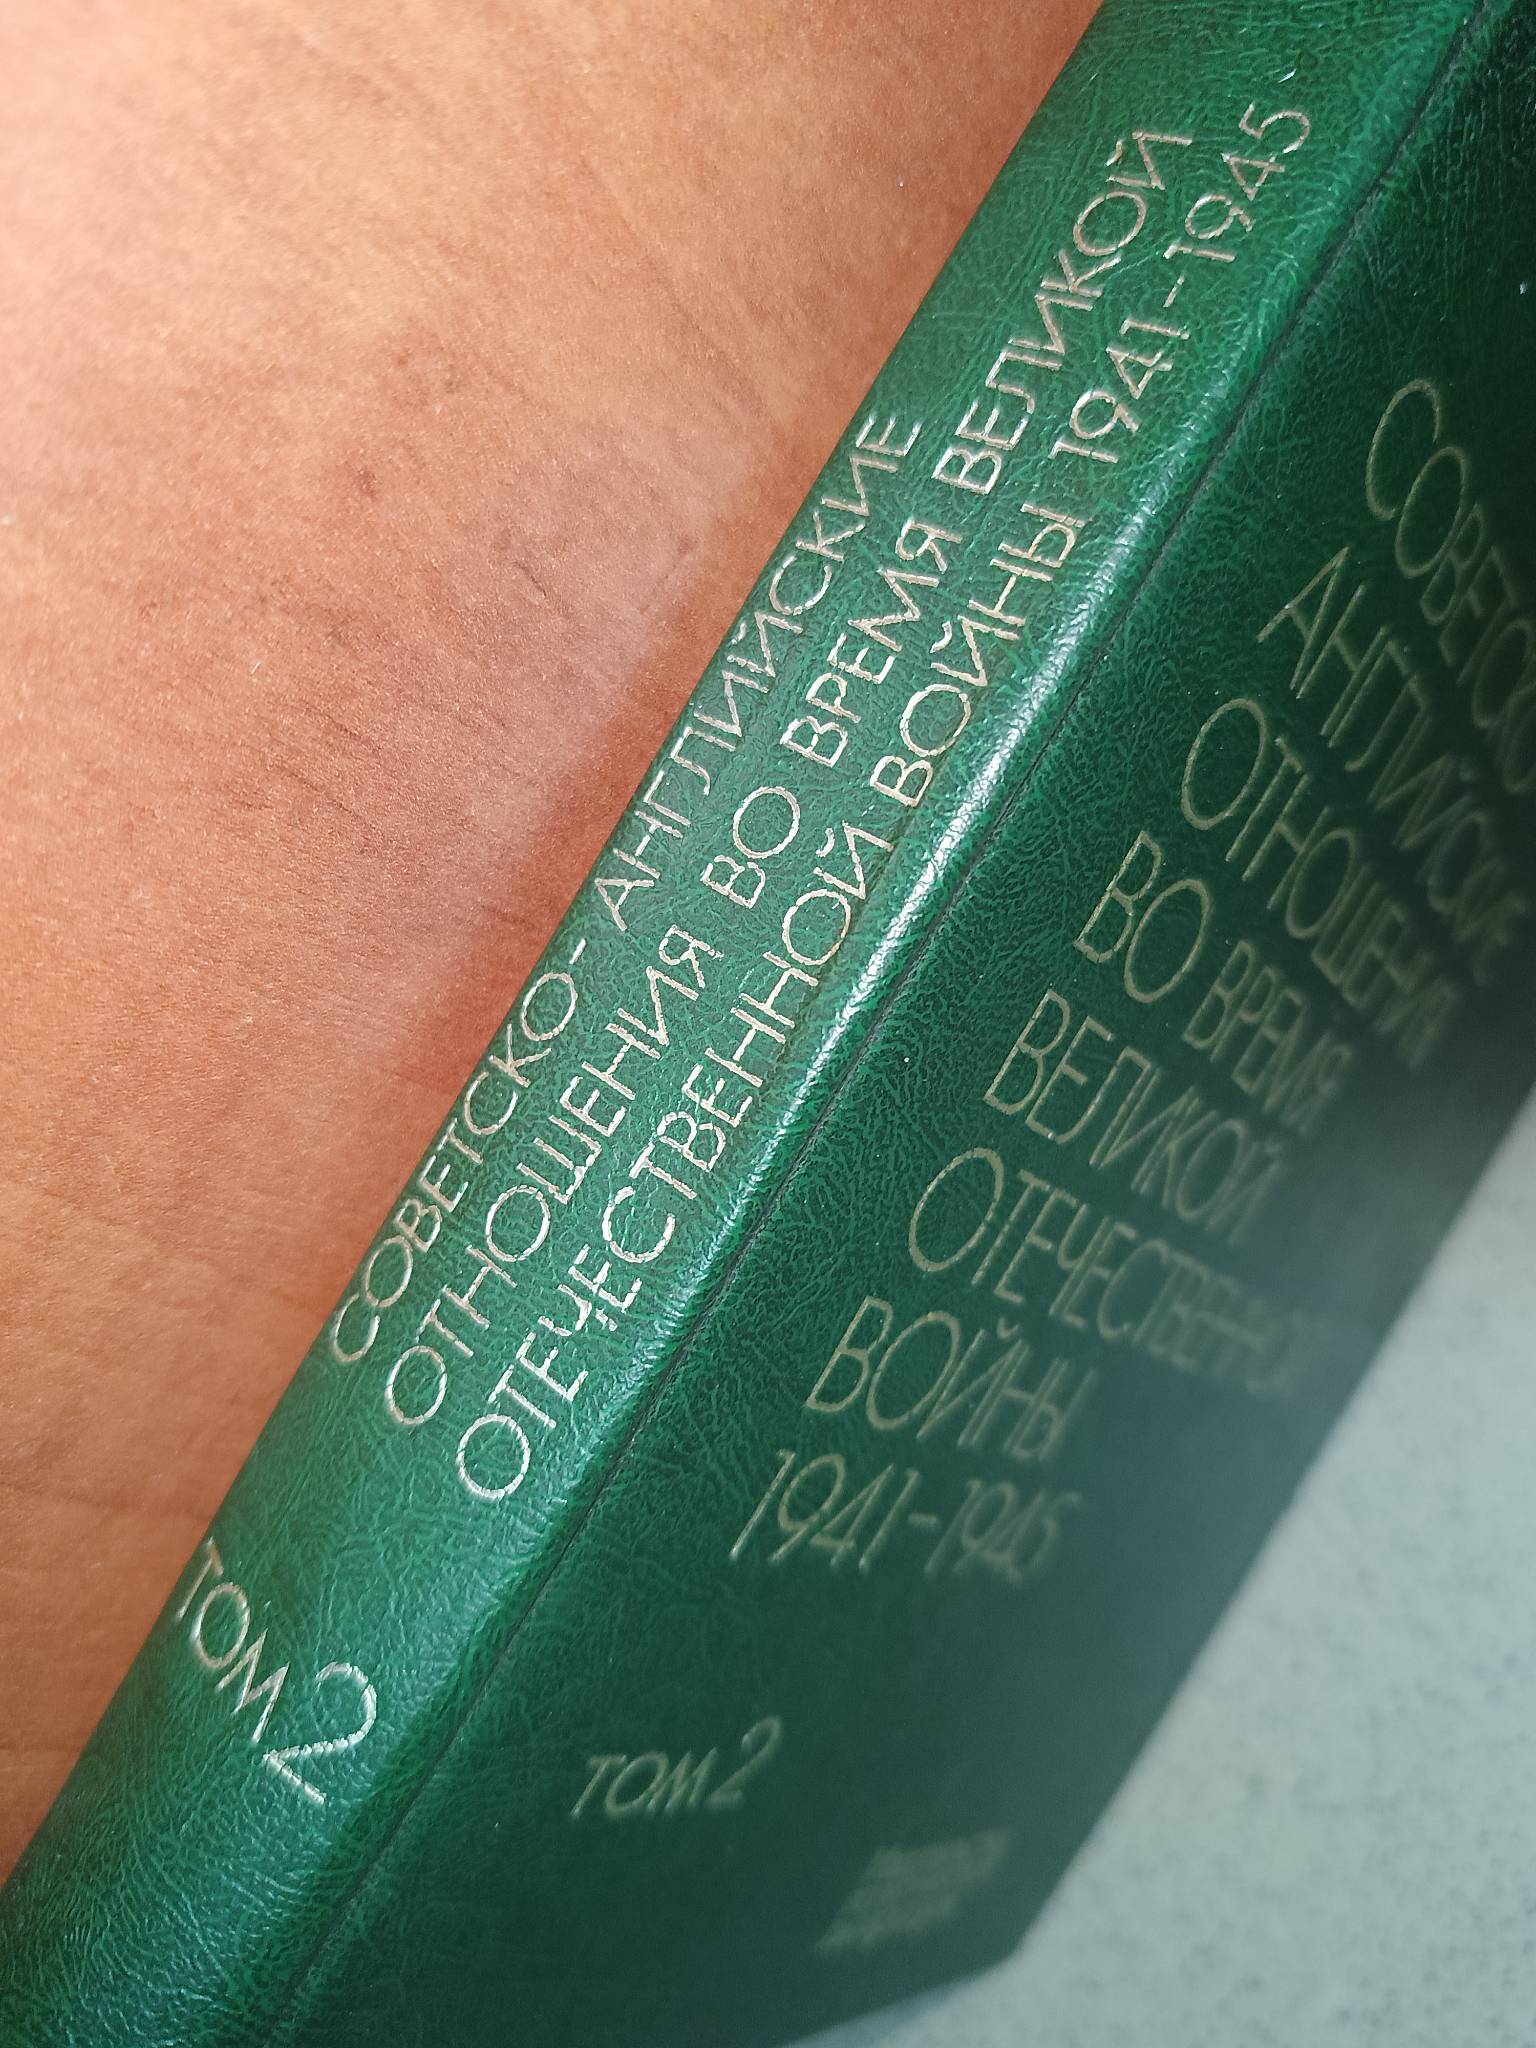 СОВЕТСКО-АНГЛИЙСКИЕ
ОТНОШЕНИЯ ВО ВРЕМЯ ВЕЛИКОЙ
ОТЕЧЕСТВЕННОЙ ВОЙНЫ 1941-1945
ТОМ 2
СОВЕТСКО
АНГЛИЙСКИЕ
ОТНОШЕНИЯ
ВО ВРЕМЯ
ВЕЛИКОЙ
ОТЕЧЕСТВЕННОЙ
ВОЙНЫ
1941-1945
ТОМ 2